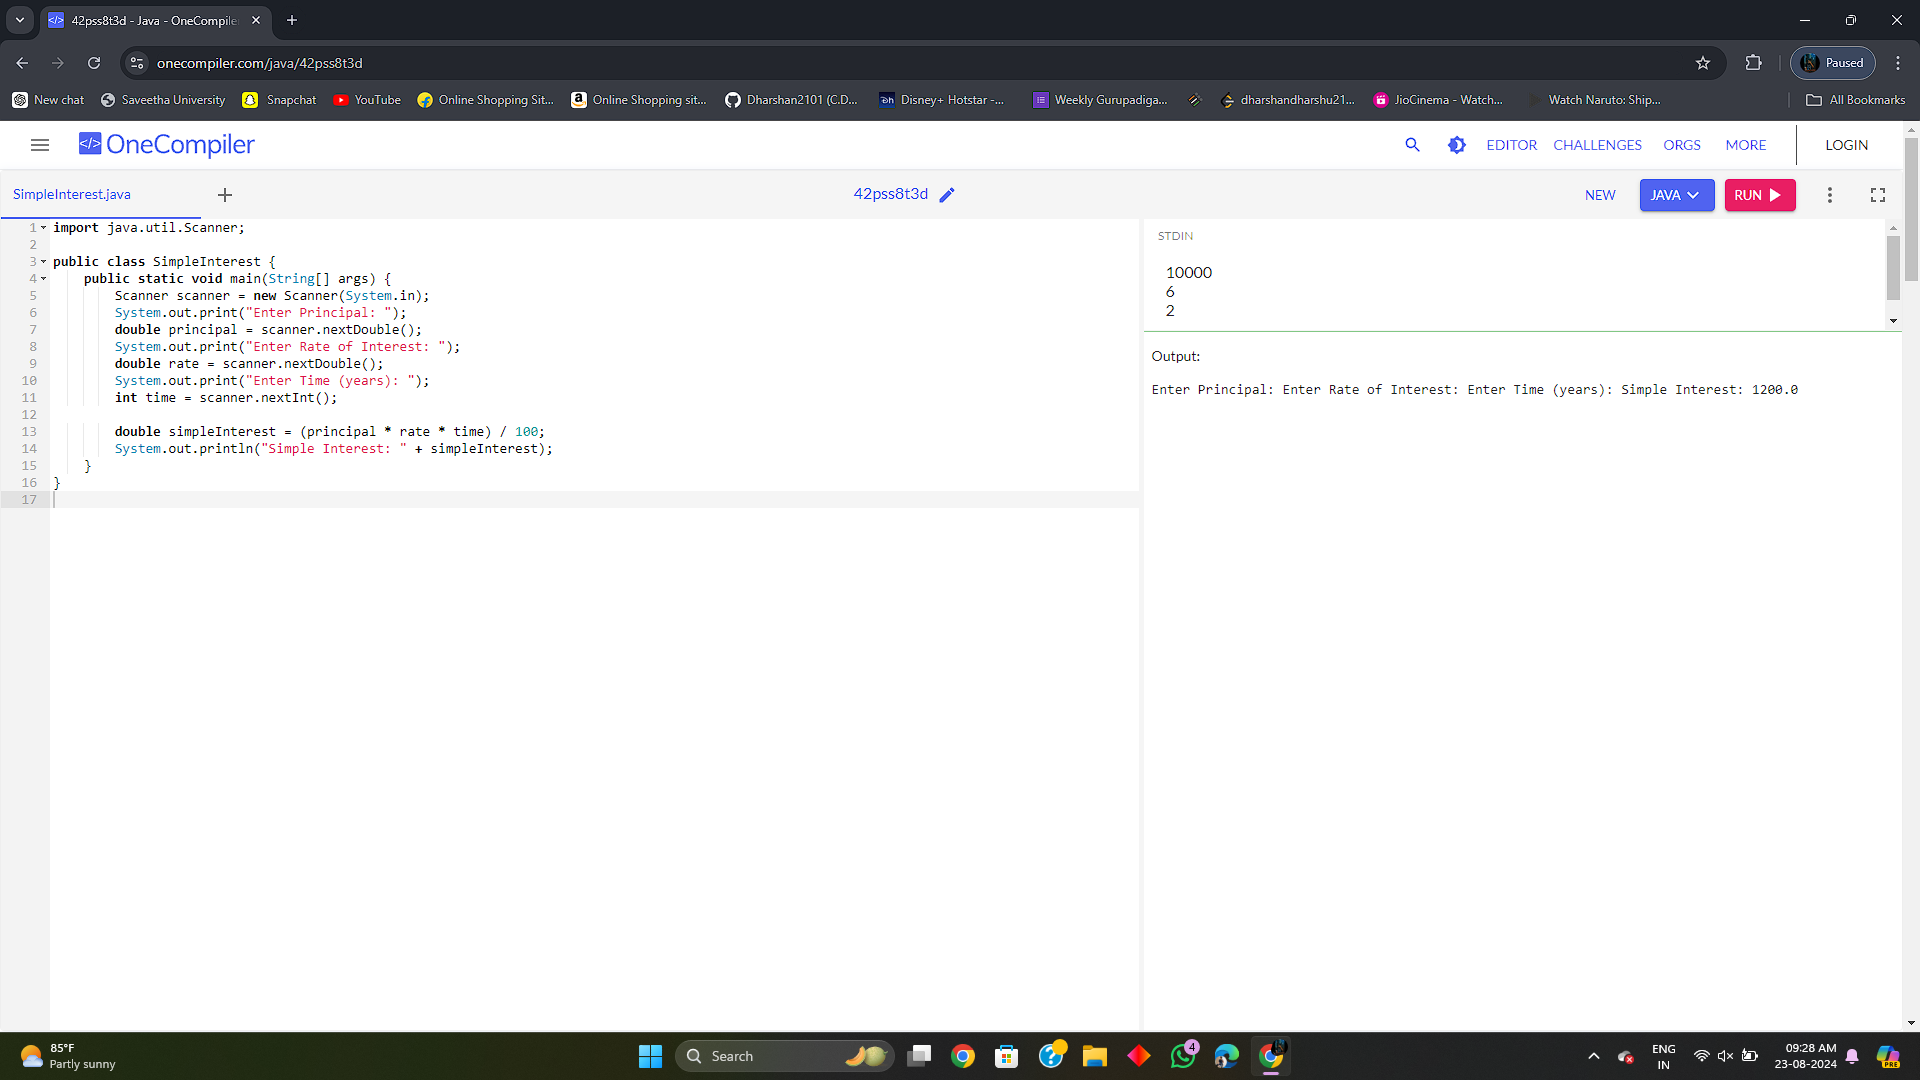 42pss8t3d - Java - OneCompile
onecompiler.com/java/42pss8t3d
Paused
New chat
Saveetha University
Snapchat
YouTube
Online Shopping Sit...
Online Shopping sit...
Dharshan2101 (C.D...
Disney+ Hotstar -...
Weekly Gurupadiga...
dharshandharshu21...
JioCinema - Watch...
Watch Naruto: Ship...
All Bookmarks
OneCompiler
EDITOR
CHALLENGES
ORGS
MORE
LOGIN
SimpleInterest.java
42pss8t3d
NEW
JAVA
RUN
1 import java.util.Scanner;
2
3 public class SimpleInterest {
4 public static void main(String[] args) {
5 Scanner scanner = new Scanner(System.in);
6 System.out.print("Enter Principal: ");
7 double principal = scanner.nextDouble();
8 System.out.print("Enter Rate of Interest: ");
9 double rate = scanner.nextDouble();
10 System.out.print("Enter Time (years): ");
11 int time = scanner.nextInt();
12
13 double simpleInterest = (principal * rate * time) / 100;
14 System.out.println("Simple Interest: " + simpleInterest);
15 }
16 }
17
STDIN
10000
6
2
Output:
Enter Principal: Enter Rate of Interest: Enter Time (years): Simple Interest: 1200.0
85°F
Partly sunny
Search
4
ENG
IN
09:28 AM
23-08-2024
PRE